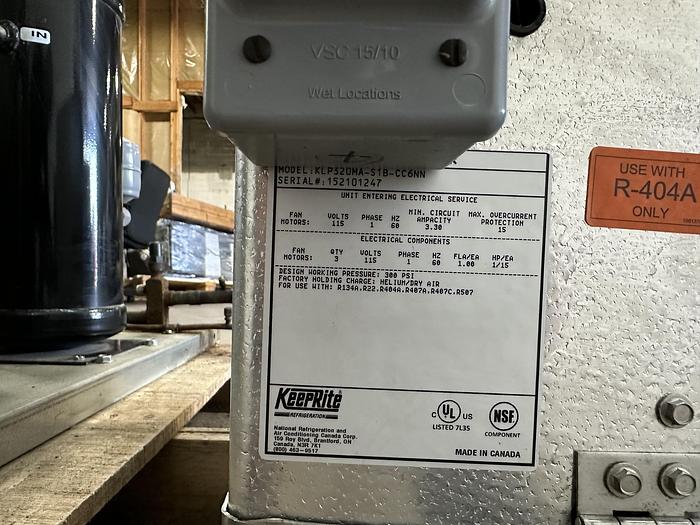 IN
VSC 15/10
Wet Locations
MODEL:KLP320MA-S1B-CC6NN
SERIAL#:152101247
UNIT ENTERING ELECTRICAL SERVICE
FAN MOTORS: VOLTS 115 PHASE 1 HZ 60 MIN. CIRCUIT AMPACITY 3.30 MAX. OVERCURRENT PROTECTION 15
ELECTRICAL COMPONENTS
FAN MOTORS: QTY 3 VOLTS 115 PHASE 1 HZ 60 FLA/EA 1.00 HP/EA 1/15
DESIGN WORKING PRESSURE: 300 PSI
FACTORY HOLDING CHARGE: HELIUM/DRY AIR
FOR USE WITH: R134A,R22,R404A,R407A,R407C,R507
KEEPRITE
REFRIGERATION
National Refrigeration and
Air Conditioning Canada Corp.
159 Roy Blvd, Brantford, ON
Canada, N3R 7K1
(800) 463-9517
C UL US
LISTED 7L35
NSF
COMPONENT
MADE IN CANADA
USE WITH
R-404A
ONLY